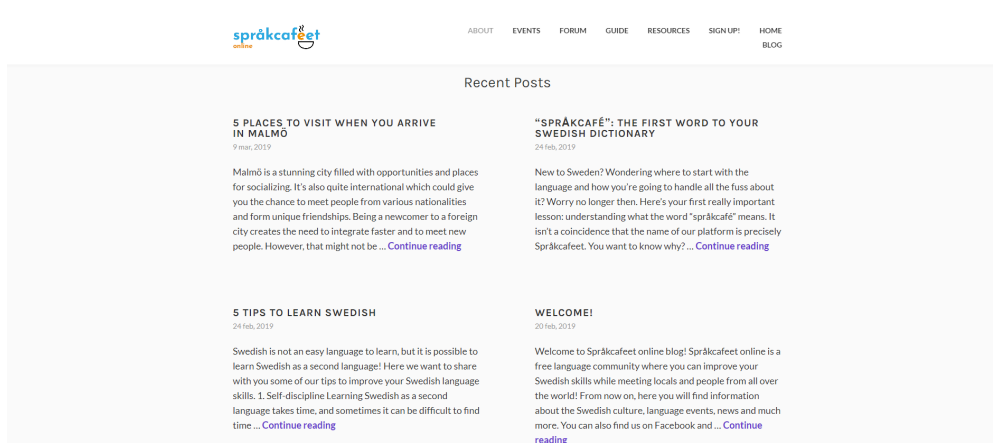 språkcafeet
online
ABOUT EVENTS FORUM GUIDE RESOURCES SIGN UP! HOME
BLOG
Recent Posts
5 PLACES TO VISIT WHEN YOU ARRIVE
IN MALMÖ
9 mar, 2019
Malmö is a stunning city filled with opportunities and places
for socializing. It’s also quite international which could give
you the chance to meet people from various nationalities
and form unique friendships. Being a newcomer to a foreign
city creates the need to integrate faster and to meet new
people. However, that might not be ... Continue reading
“SPRÅKCAFÉ”: THE FIRST WORD TO YOUR
SWEDISH DICTIONARY
24 feb, 2019
New to Sweden? Wondering where to start with the
language and how you’re going to handle all the fuss about
it? Worry no longer then. Here’s your first really important
lesson: understanding what the word “språkcafé” means. It
isn’t a coincidence that the name of our platform is precisely
Språkcafeet. You want to know why? ... Continue reading
5 TIPS TO LEARN SWEDISH
24 feb, 2019
Swedish is not an easy language to learn, but it is possible to
learn Swedish as a second language! Here we want to share
with you some of our tips to improve your Swedish language
skills. 1. Self-discipline Learning Swedish as a second
language takes time, and sometimes it can be difficult to find
time ... Continue reading
WELCOME!
20 feb, 2019
Welcome to Språkcafeet online blog! Språkcafeet online is a
free language community where you can improve your
Swedish skills while meeting locals and people from all over
the world! From now on, here you will find information
about the Swedish culture, language events, news and much
more. You can also find us on Facebook and ... Continue
reading